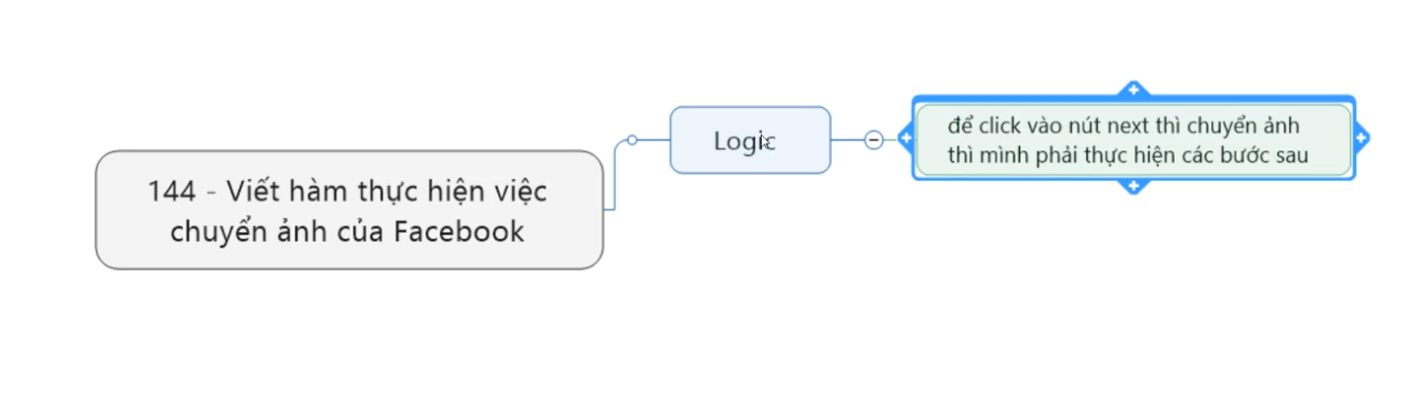 144 - Viết hàm thực hiện việc
chuyển ảnh của Facebook
Logic
để click vào nút next thì chuyển ảnh
thì mình phải thực hiện các bước sau